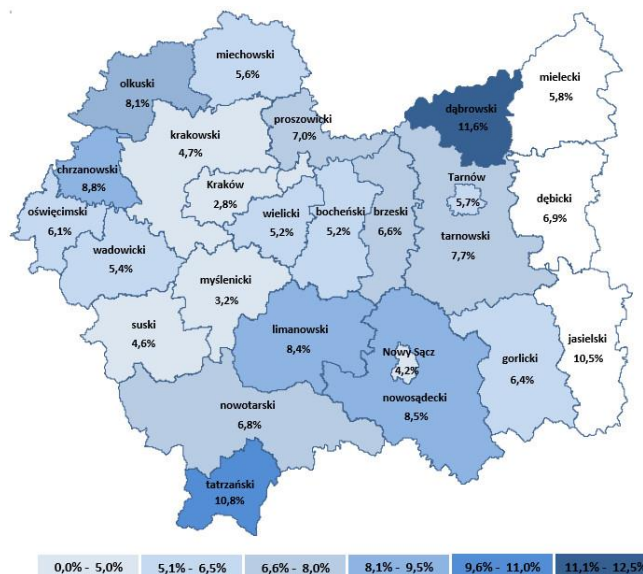 miechowski
5,6%
olkuski
8,1%
mielecki
5,8%
dąbrowski
11,6%
proszowicki
7,0%
krakowski
4,7%
chrzanowski
8,8%
Kraków
2,8%
Tarnów
5,7%
dębicki
6,9%
oświęcimski
6,1%
wielicki
5,2%
bocheński
5,2%
brzeski
6,6%
tarnowski
7,7%
wadowicki
5,4%
myślenicki
3,2%
suski
4,6%
limanowski
8,4%
Nowy Sącz
4,2%
nowosądecki
8,5%
gorlicki
6,4%
jasielski
10,5%
nowotarski
6,8%
tatrzański
10,8%
0,0% - 5,0% 5,1% - 6,5% 6,6% - 8,0% 8,1% - 9,5% 9,6% - 11,0% 11,1% - 12,5%